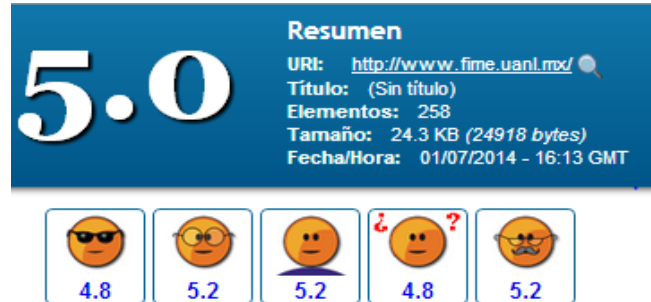 5.0
Resumen
URI: http://www.fime.uanl.mx/
Título: (Sin título)
Elementos: 258
Tamaño: 24.3 KB (24918 bytes)
Fecha/Hora: 01/07/2014 - 16:13 GMT
¿ ?
4.8 5.2 5.2 4.8 5.2